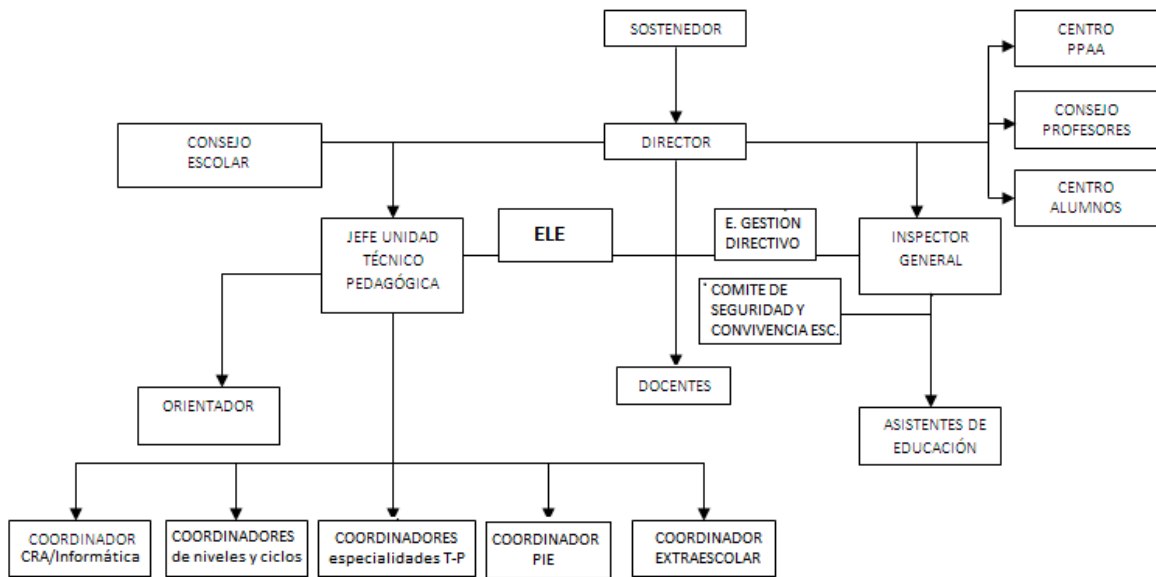 SOSTENEDOR
CENTRO
PPAA
CONSEJO
ESCOLAR
DIRECTOR
CONSEJO
PROFESORES
CENTRO
ALUMNOS
JEFE UNIDAD
TÉCNICO
PEDAGÓGICA
ELE
E. GESTIÓN
DIRECTIVO
INSPECTOR
GENERAL
COMITE DE
SEGURIDAD Y
CONVIVENCIA ESC.
ORIENTADOR
DOCENTES
ASISTENTES DE
EDUCACIÓN
COORDINADOR
CRA/Informática
COORDINADORES
de niveles y ciclos
COORDINADORES
especialidades T-P
COORDINADOR
PIE
COORDINADOR
EXTRAESCOLAR